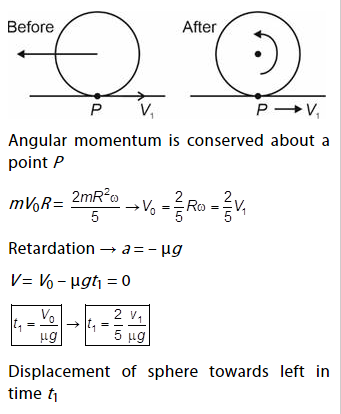 Before After
P V₁ P → V₁
Angular momentum is conserved about a
point P
mV₀R = 2mR²ω/5 → V₀ = 2/5 Rω = 2/5 V₁
Retardation → a = – μg
V = V₀ – μgt₁ = 0
t₁ = V₀/μg → t₁ = 2/5 V₁/μg
Displacement of sphere towards left in
time t₁